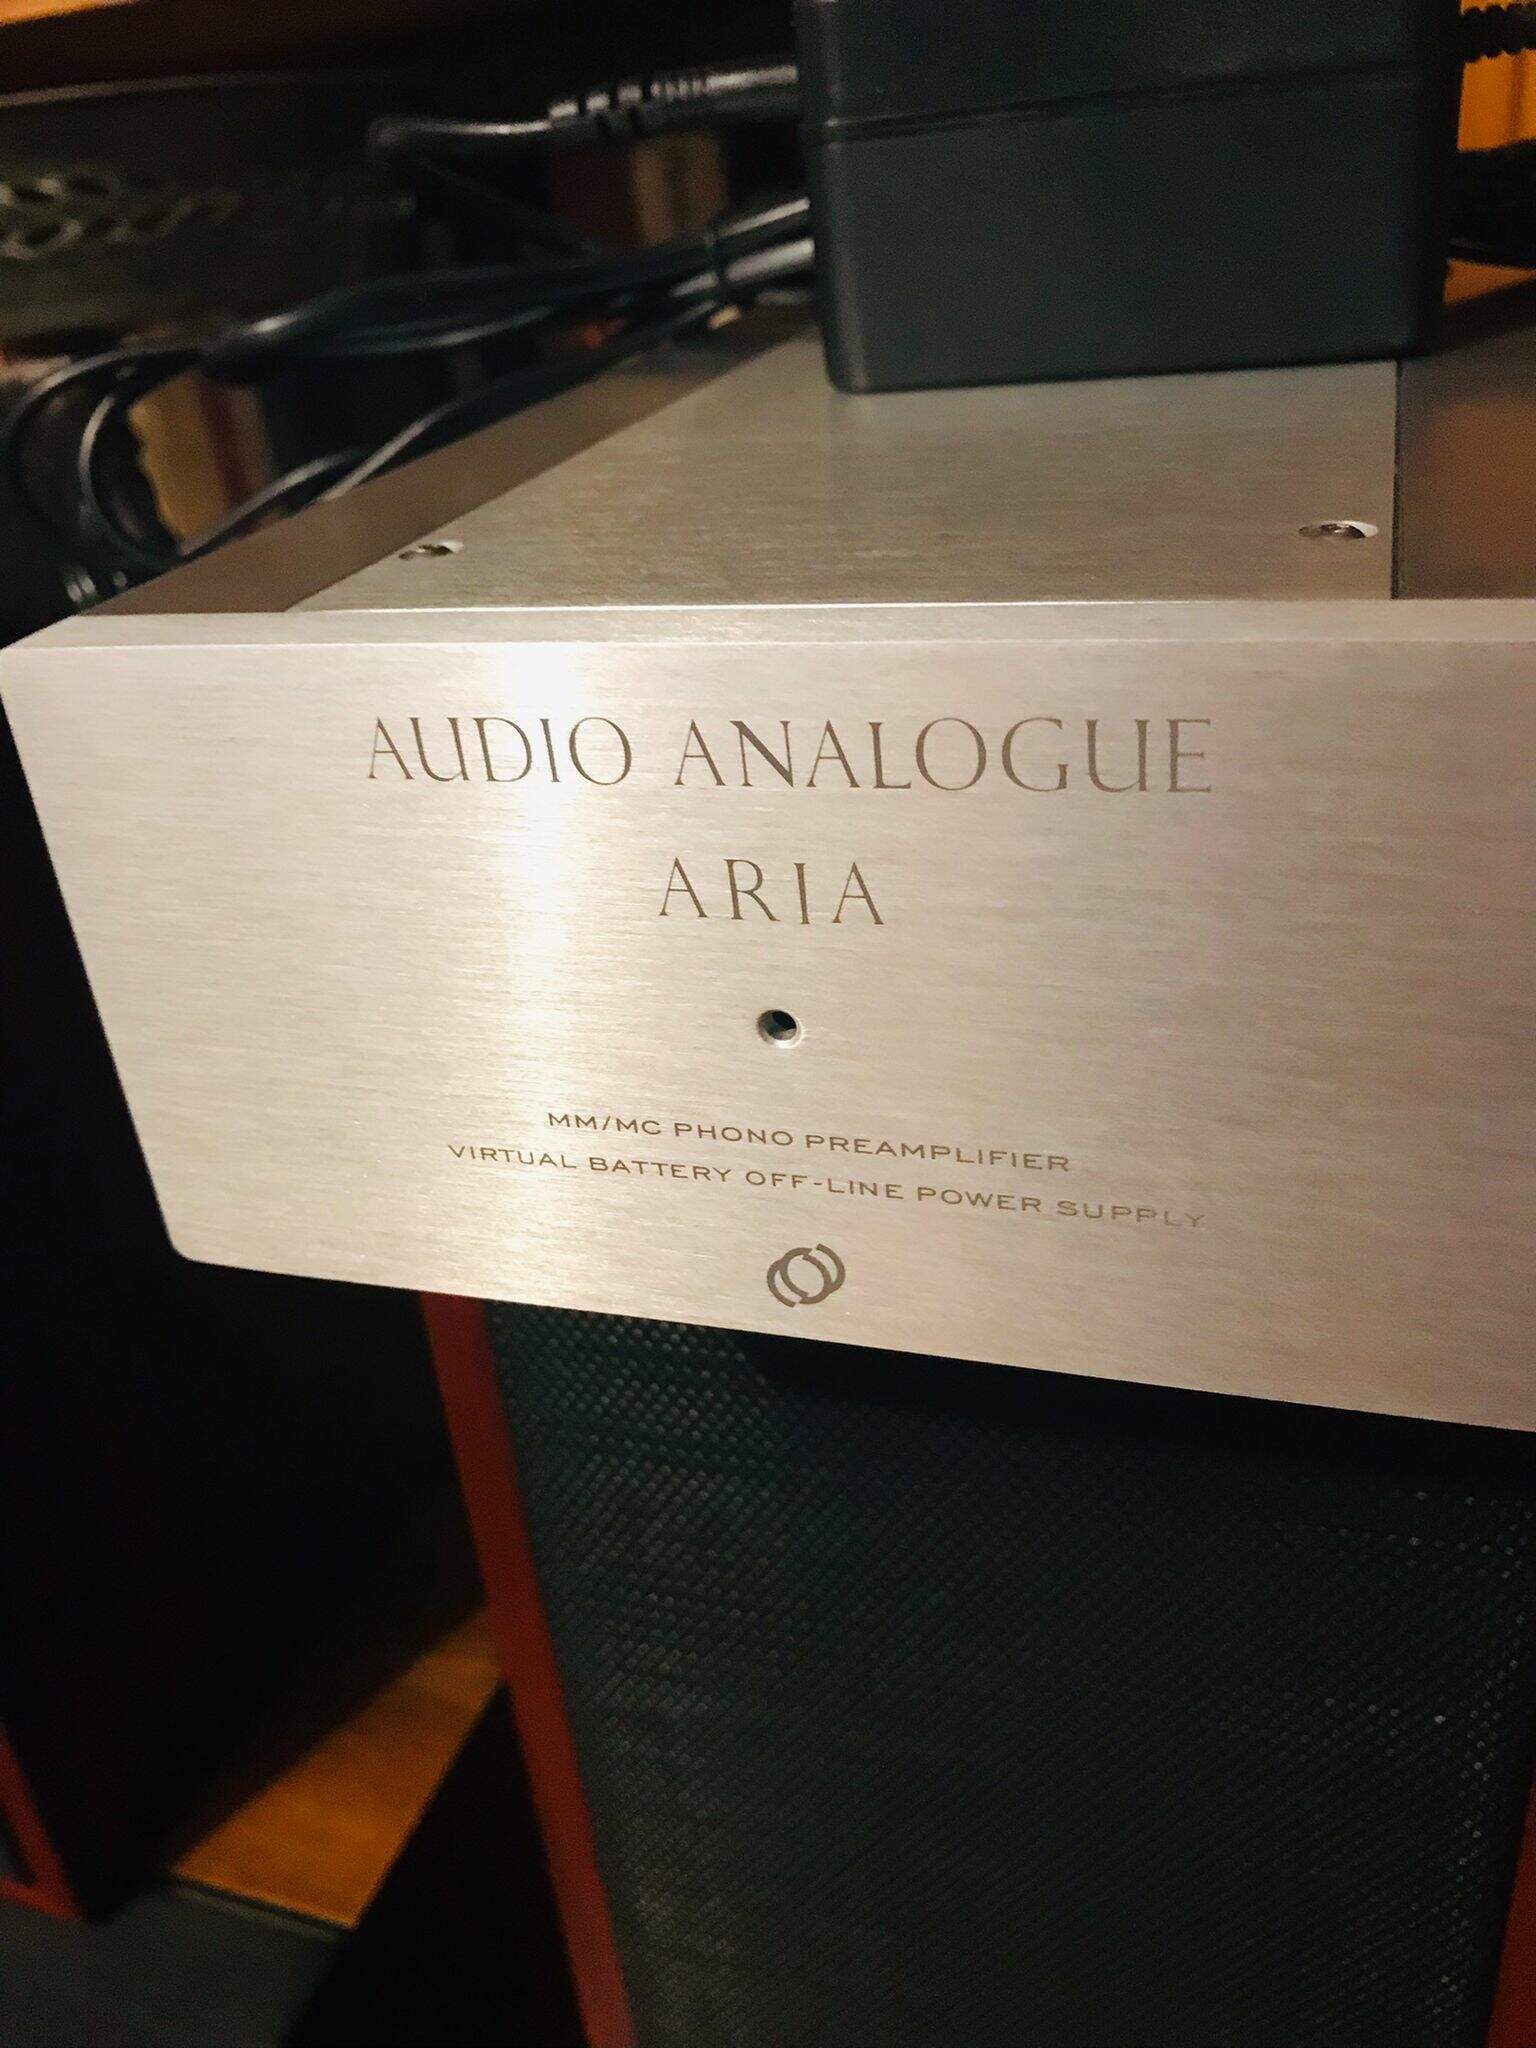 AUDIO ANALOGUE
ARIA
MM/MC PHONO PREAMPLIFIER
VIRTUAL BATTERY OFF-LINE POWER SUPPLY